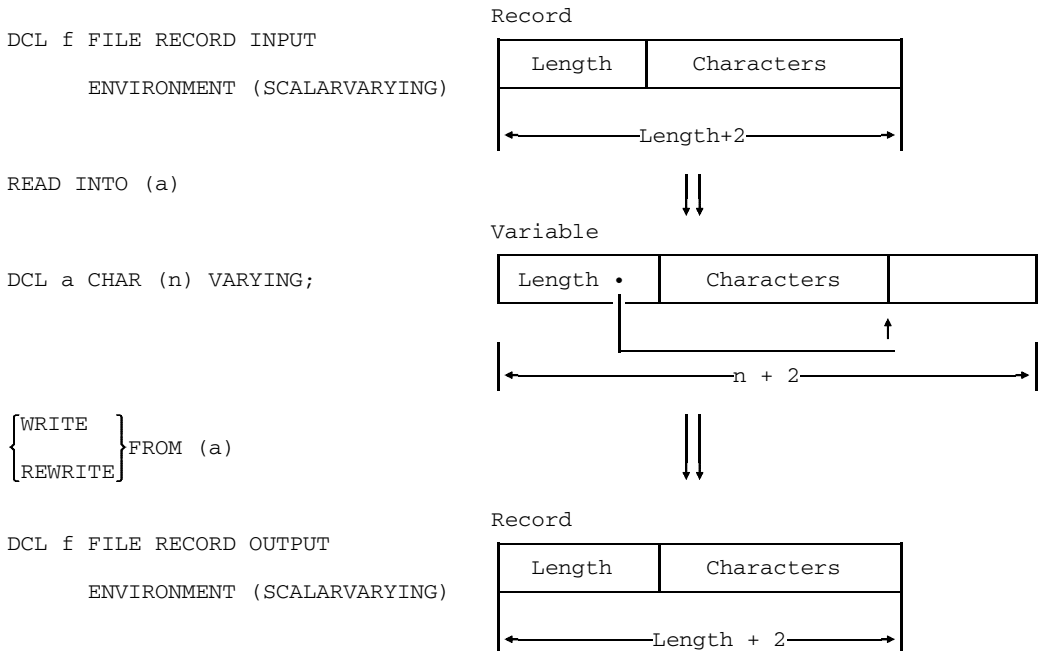 Record
DCL f FILE RECORD INPUT
Length Characters
ENVIRONMENT (SCALARVARYING)
Length+2
READ INTO (a)
Variable
DCL a CHAR (n) VARYING;
Length • Characters
n + 2
WRITE
FROM (a)
REWRITE
Record
DCL f FILE RECORD OUTPUT
Length Characters
ENVIRONMENT (SCALARVARYING)
Length + 2